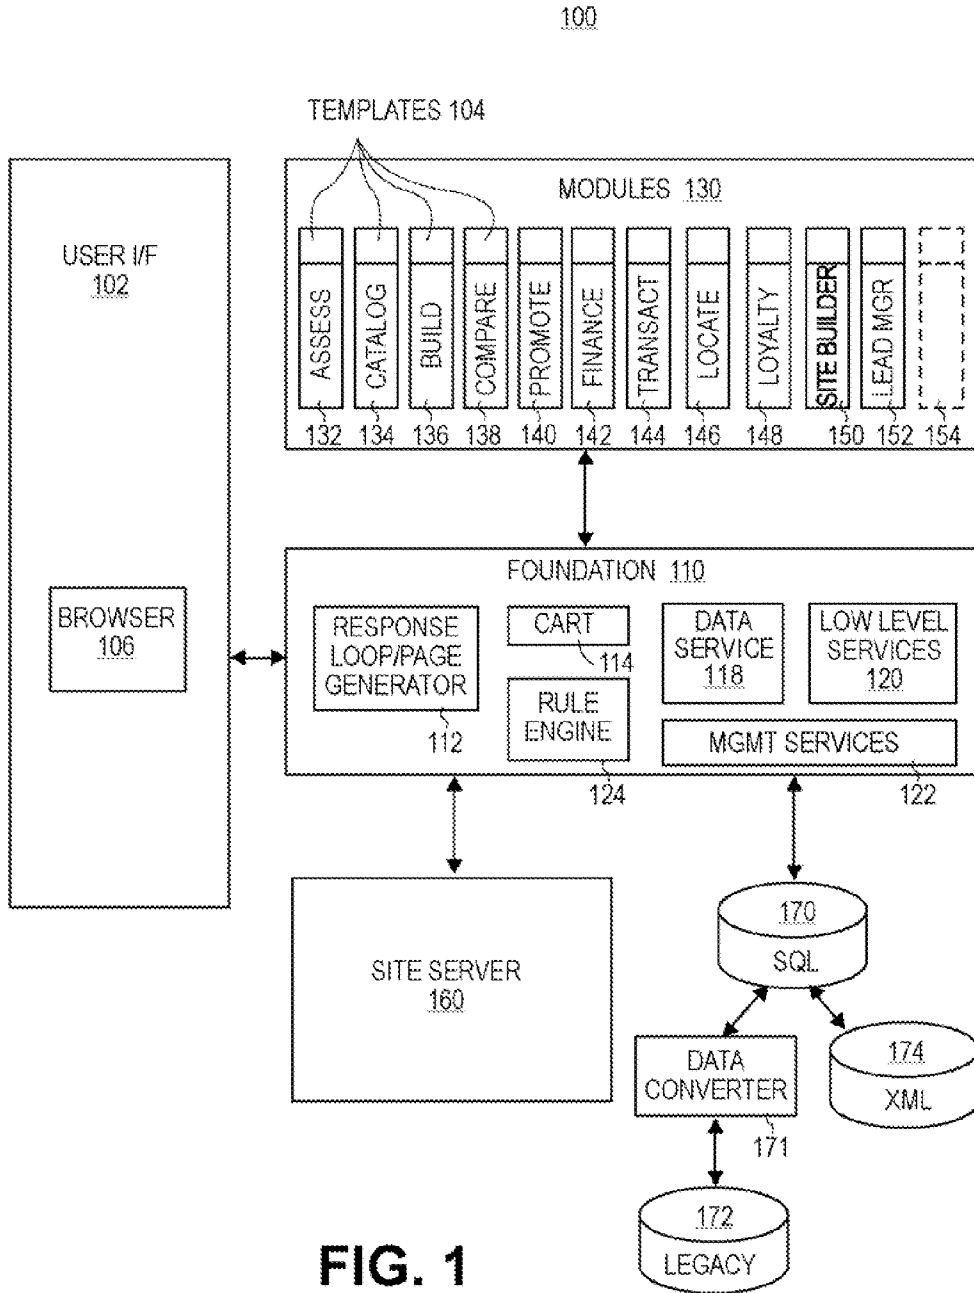 100
TEMPLATES 104
MODULES 130
USER I/F
102
ASSESS
CATALOG
BUILD
COMPARE
PROMOTE
FINANCE
TRANSACT
LOCATE
LOYALTY
SITE BUILDER
LEAD MGR
132 134 136 138 140 142 144 146 148 150 152 154
FOUNDATION 110
BROWSER
106
RESPONSE
LOOP/PAGE
GENERATOR
112
CART
114
RULE
ENGINE
124
DATA
SERVICE
118
LOW LEVEL
SERVICES
120
MGMT SERVICES
122
SITE SERVER
160
170
SQL
DATA
CONVERTER
171
174
XML
172
LEGACY
FIG. 1